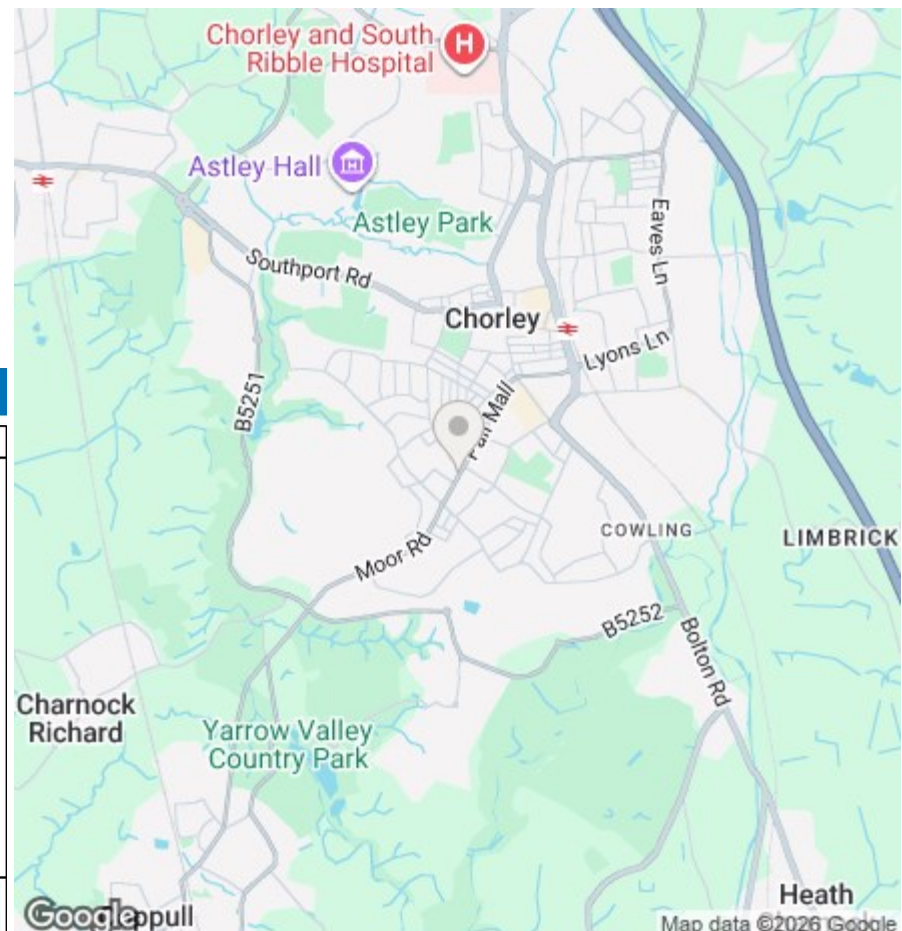 Chorley and South
Ribble Hospital
H
Astley Hall
Astley Park
Eaves Ln
Southport Rd
Chorley
Lyons Ln
B5251
Mall
COWLING
LIMBRICK
Moor Rd
B5252
Bolton Rd
Charnock
Richard
Yarrow Valley
Country Park
Heath
Google
Map data ©2026 Google